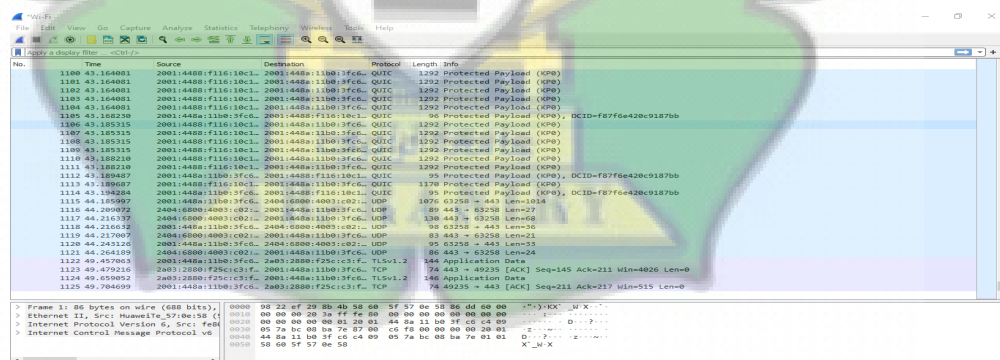 *Wi-Fi
File Edit View Go Capture Analyze Statistics Telephony Wireless Tools Help
Apply a display filter ... <Ctrl-/>
No. Time Source Destination Protocol Length Info
1100 43.164081 2001:4488:f116:10c1… 2001:448a:11b0:3fc6… QUIC 1292 Protected Payload (KP0)
1101 43.164081 2001:4488:f116:10c1… 2001:448a:11b0:3fc6… QUIC 1292 Protected Payload (KP0)
1102 43.164081 2001:4488:f116:10c1… 2001:448a:11b0:3fc6… QUIC 1292 Protected Payload (KP0)
1103 43.164081 2001:4488:f116:10c1… 2001:448a:11b0:3fc6… QUIC 1292 Protected Payload (KP0)
1104 43.164081 2001:4488:f116:10c1… 2001:448a:11b0:3fc6… QUIC 1292 Protected Payload (KP0)
1105 43.168230 2001:448a:11b0:3fc6… 2001:4488:f116:10c1… QUIC 96 Protected Payload (KP0), DCID=f87f6e420c9187bb
1106 43.185315 2001:4488:f116:10c1… 2001:448a:11b0:3fc6… QUIC 1292 Protected Payload (KP0)
1107 43.185315 2001:4488:f116:10c1… 2001:448a:11b0:3fc6… QUIC 1292 Protected Payload (KP0)
1108 43.185315 2001:4488:f116:10c1… 2001:448a:11b0:3fc6… QUIC 1292 Protected Payload (KP0)
1109 43.185315 2001:4488:f116:10c1… 2001:448a:11b0:3fc6… QUIC 1292 Protected Payload (KP0)
1110 43.188210 2001:4488:f116:10c1… 2001:448a:11b0:3fc6… QUIC 1292 Protected Payload (KP0)
1111 43.188210 2001:4488:f116:10c1… 2001:448a:11b0:3fc6… QUIC 1292 Protected Payload (KP0)
1112 43.189487 2001:448a:11b0:3fc6… 2001:4488:f116:10c1… QUIC 95 Protected Payload (KP0), DCID=f87f6e420c9187bb
1113 43.189687 2001:4488:f116:10c1… 2001:448a:11b0:3fc6… QUIC 1170 Protected Payload (KP0)
1114 43.194284 2001:448a:11b0:3fc6… 2001:4488:f116:10c1… QUIC 95 Protected Payload (KP0), DCID=f87f6e420c9187bb
1115 44.185997 2001:448a:11b0:3fc6… 2404:6800:4003:c02:… UDP 1076 63258 → 443 Len=1014
1116 44.209072 2404:6800:4003:c02:… 2001:448a:11b0:3fc6… UDP 89 443 → 63258 Len=27
1117 44.216337 2404:6800:4003:c02:… 2001:448a:11b0:3fc6… UDP 130 443 → 63258 Len=68
1118 44.216632 2001:448a:11b0:3fc6… 2404:6800:4003:c02:… UDP 98 63258 → 443 Len=36
1119 44.217007 2404:6800:4003:c02:… 2001:448a:11b0:3fc6… UDP 83 443 → 63258 Len=21
1120 44.243126 2001:448a:11b0:3fc6… 2404:6800:4003:c02:… UDP 95 63258 → 443 Len=33
1121 44.264189 2404:6800:4003:c02:… 2001:448a:11b0:3fc6… UDP 86 443 → 63258 Len=24
1122 49.457063 2001:448a:11b0:3fc6… 2a03:2880:f25c:c3:f… TLSv1.2 144 Application Data
1123 49.479216 2a03:2880:f25c:c3:f… 2001:448a:11b0:3fc6… TCP 74 443 → 49235 [ACK] Seq=145 Ack=211 Win=4026 Len=0
1124 49.659052 2a03:2880:f25c:c3:f… 2001:448a:11b0:3fc6… TLSv1.2 146 Application Data
1125 49.704699 2001:448a:11b0:3fc6… 2a03:2880:f25c:c3:f… TCP 74 49235 → 443 [ACK] Seq=211 Ack=217 Win=515 Len=0
> Frame 1: 86 bytes on wire (688 bits),
> Ethernet II, Src: HuaweiTe_57:0e:58 (5
> Internet Protocol Version 6, Src: fe80
> Internet Control Message Protocol v6
0000 98 22 ef 29 8b 4b 58 60 5f 57 0e 58 86 dd 60 00 ·"·)·KX` _W·X··`·
0010 00 00 00 20 3a ff fe 80 00 00 00 00 00 00 00 00 ··· :··· ········
0020 00 00 00 00 00 01 20 01 44 8a 11 b0 3f c6 c4 09 ······ · D···?···
0030 05 7a bc 08 ba 7e 87 00 c6 f8 00 00 00 00 20 01 ·z···~·· ······ ·
0040 44 8a 11 b0 3f c6 c4 09 05 7a bc 08 ba 7e 01 01 D···?··· ·z···~··
0050 58 60 5f 57 0e 58 X`_W·X